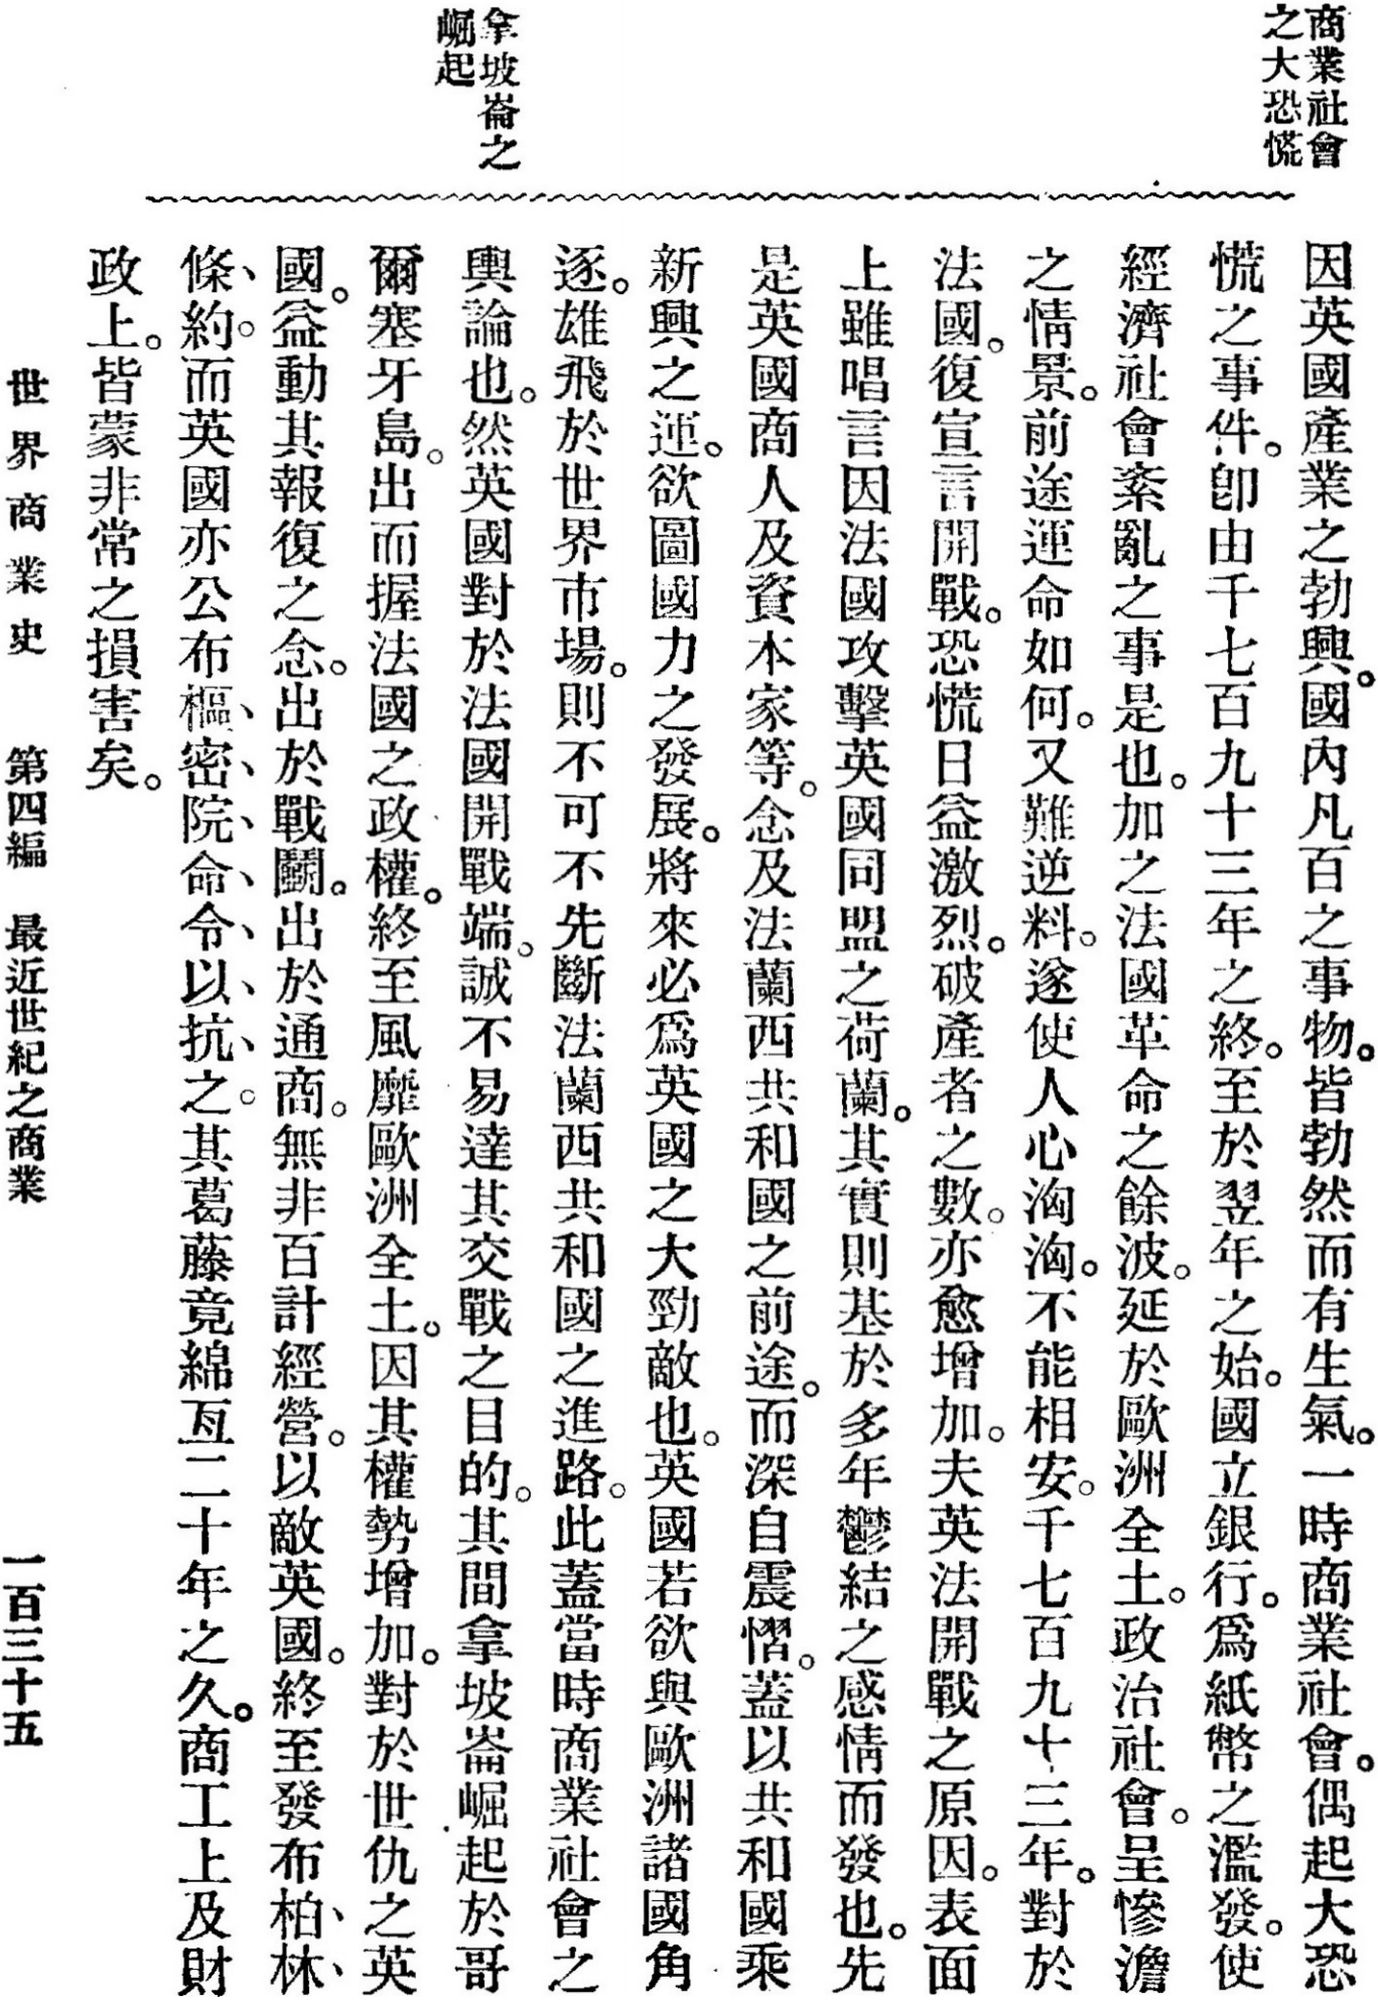 商業社會
之大恐慌
拿坡崙之
崛起
因英國產業之勃興。國內凡百之事物。皆勃然而有生氣。一時商業社會。偶起大恐
慌之事件。卽由千七百九十三年之終。至於翌年之始。國立銀行。爲紙幣之濫發。使
經濟社會紊亂之事是也。加之法國革命之餘波。延於歐洲全土。政治社會。呈慘澹
之情景。前途運命如何。又難逆料。遂使人心洶洶。不能相安。千七百九十三年。對於
法國。復宣言開戰。恐慌日益激烈。破產者之數。亦愈增加。夫英法開戰之原因。表面
上雖唱言因法國攻擊英國同盟之荷蘭。其實則基於多年鬱結之感情而發也。先
是英國商人及資本家等。念及法蘭西共和國之前途。而深自震慴。蓋以共和國乘
新興之運。欲圖國力之發展。將來必爲英國之大勁敵也。英國若欲與歐洲諸國角
逐。雄飛於世界市場。則不可不先斷法蘭西共和國之進路。此蓋當時商業社會之
輿論也。然英國對於法國開戰端。誠不易達其交戰之目的。其間拿坡崙崛起於哥
爾塞牙島。出而握法國之政權。終至風靡歐洲全土。因其權勢增加。對於世仇之英
國。益動其報復之念。出於戰鬬。出於通商。無非百計經營。以敵英國。終至發布柏林
條約。而英國亦公布樞密院命令以抗之。其葛藤竟綿亙二十年之久。商工上及財
政上。皆蒙非常之損害矣。
世界商業史 第四編 最近世紀之商業 一百三十五